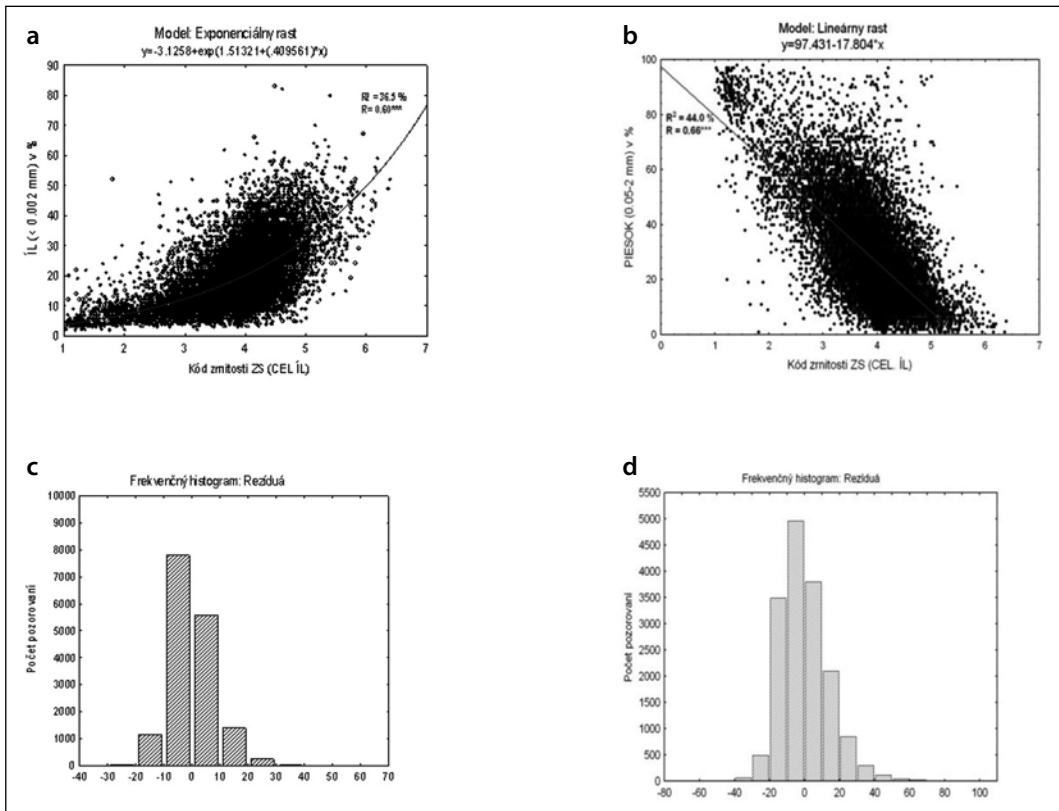 a
Model: Exponenciálny rast
y=-3.1258+exp(1.51321+(.409561)*x)
R² = 36.5 %
R = 0.60***
ÍL (< 0.002 mm) v %
90
80
70
60
50
40
30
20
10
0
1 2 3 4 5 6 7
Kód zrnitosti ZS (CEL. ÍL)
b
Model: Lineárny rast
y=97.431-17.804*x
R² = 44.0 %
R = 0.66***
PIESOK (0.05-2 mm) v %
100
80
60
40
20
0
0 1 2 3 4 5 6 7
Kód zrnitosti ZS (CEL. ÍL)
c
Frekvenčný histogram: Rezíduá
Počet pozorovaní
10000
9000
8000
7000
6000
5000
4000
3000
2000
1000
0
-40 -30 -20 -10 0 10 20 30 40 50 60 70
d
Frekvenčný histogram: Rezíduá
Počet pozorovaní
5500
5000
4500
4000
3500
3000
2500
2000
1500
1000
500
0
-80 -60 -40 -20 0 20 40 60 80 100